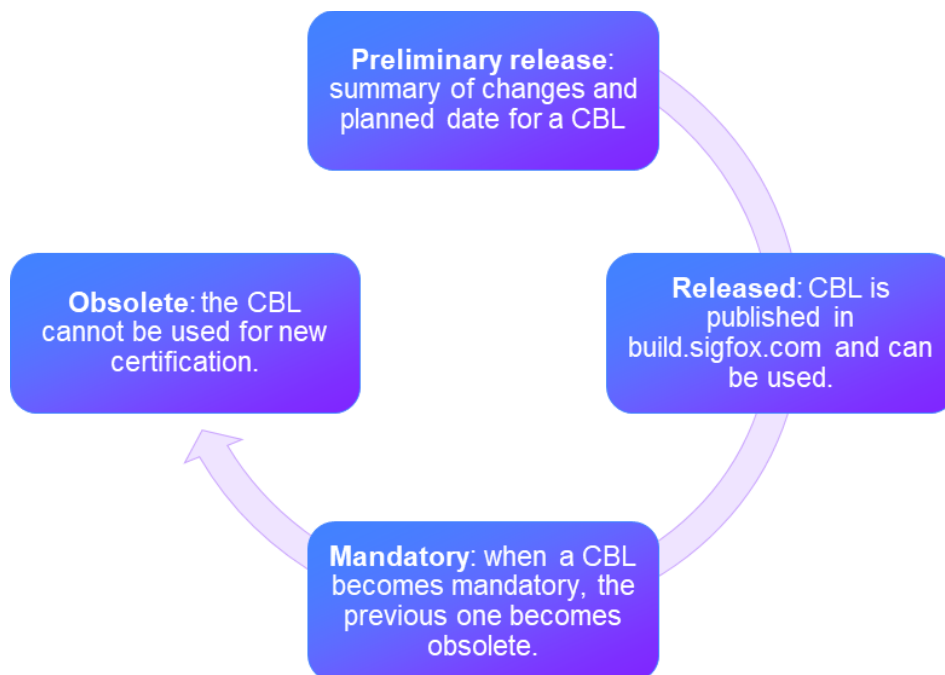 Preliminary release:
summary of changes and
planned date for a CBL
Released: CBL is
published in
build.sigfox.com and can
be used.
Mandatory: when a CBL
becomes mandatory, the
previous one becomes
obsolete.
Obsolete: the CBL
cannot be used for new
certification.